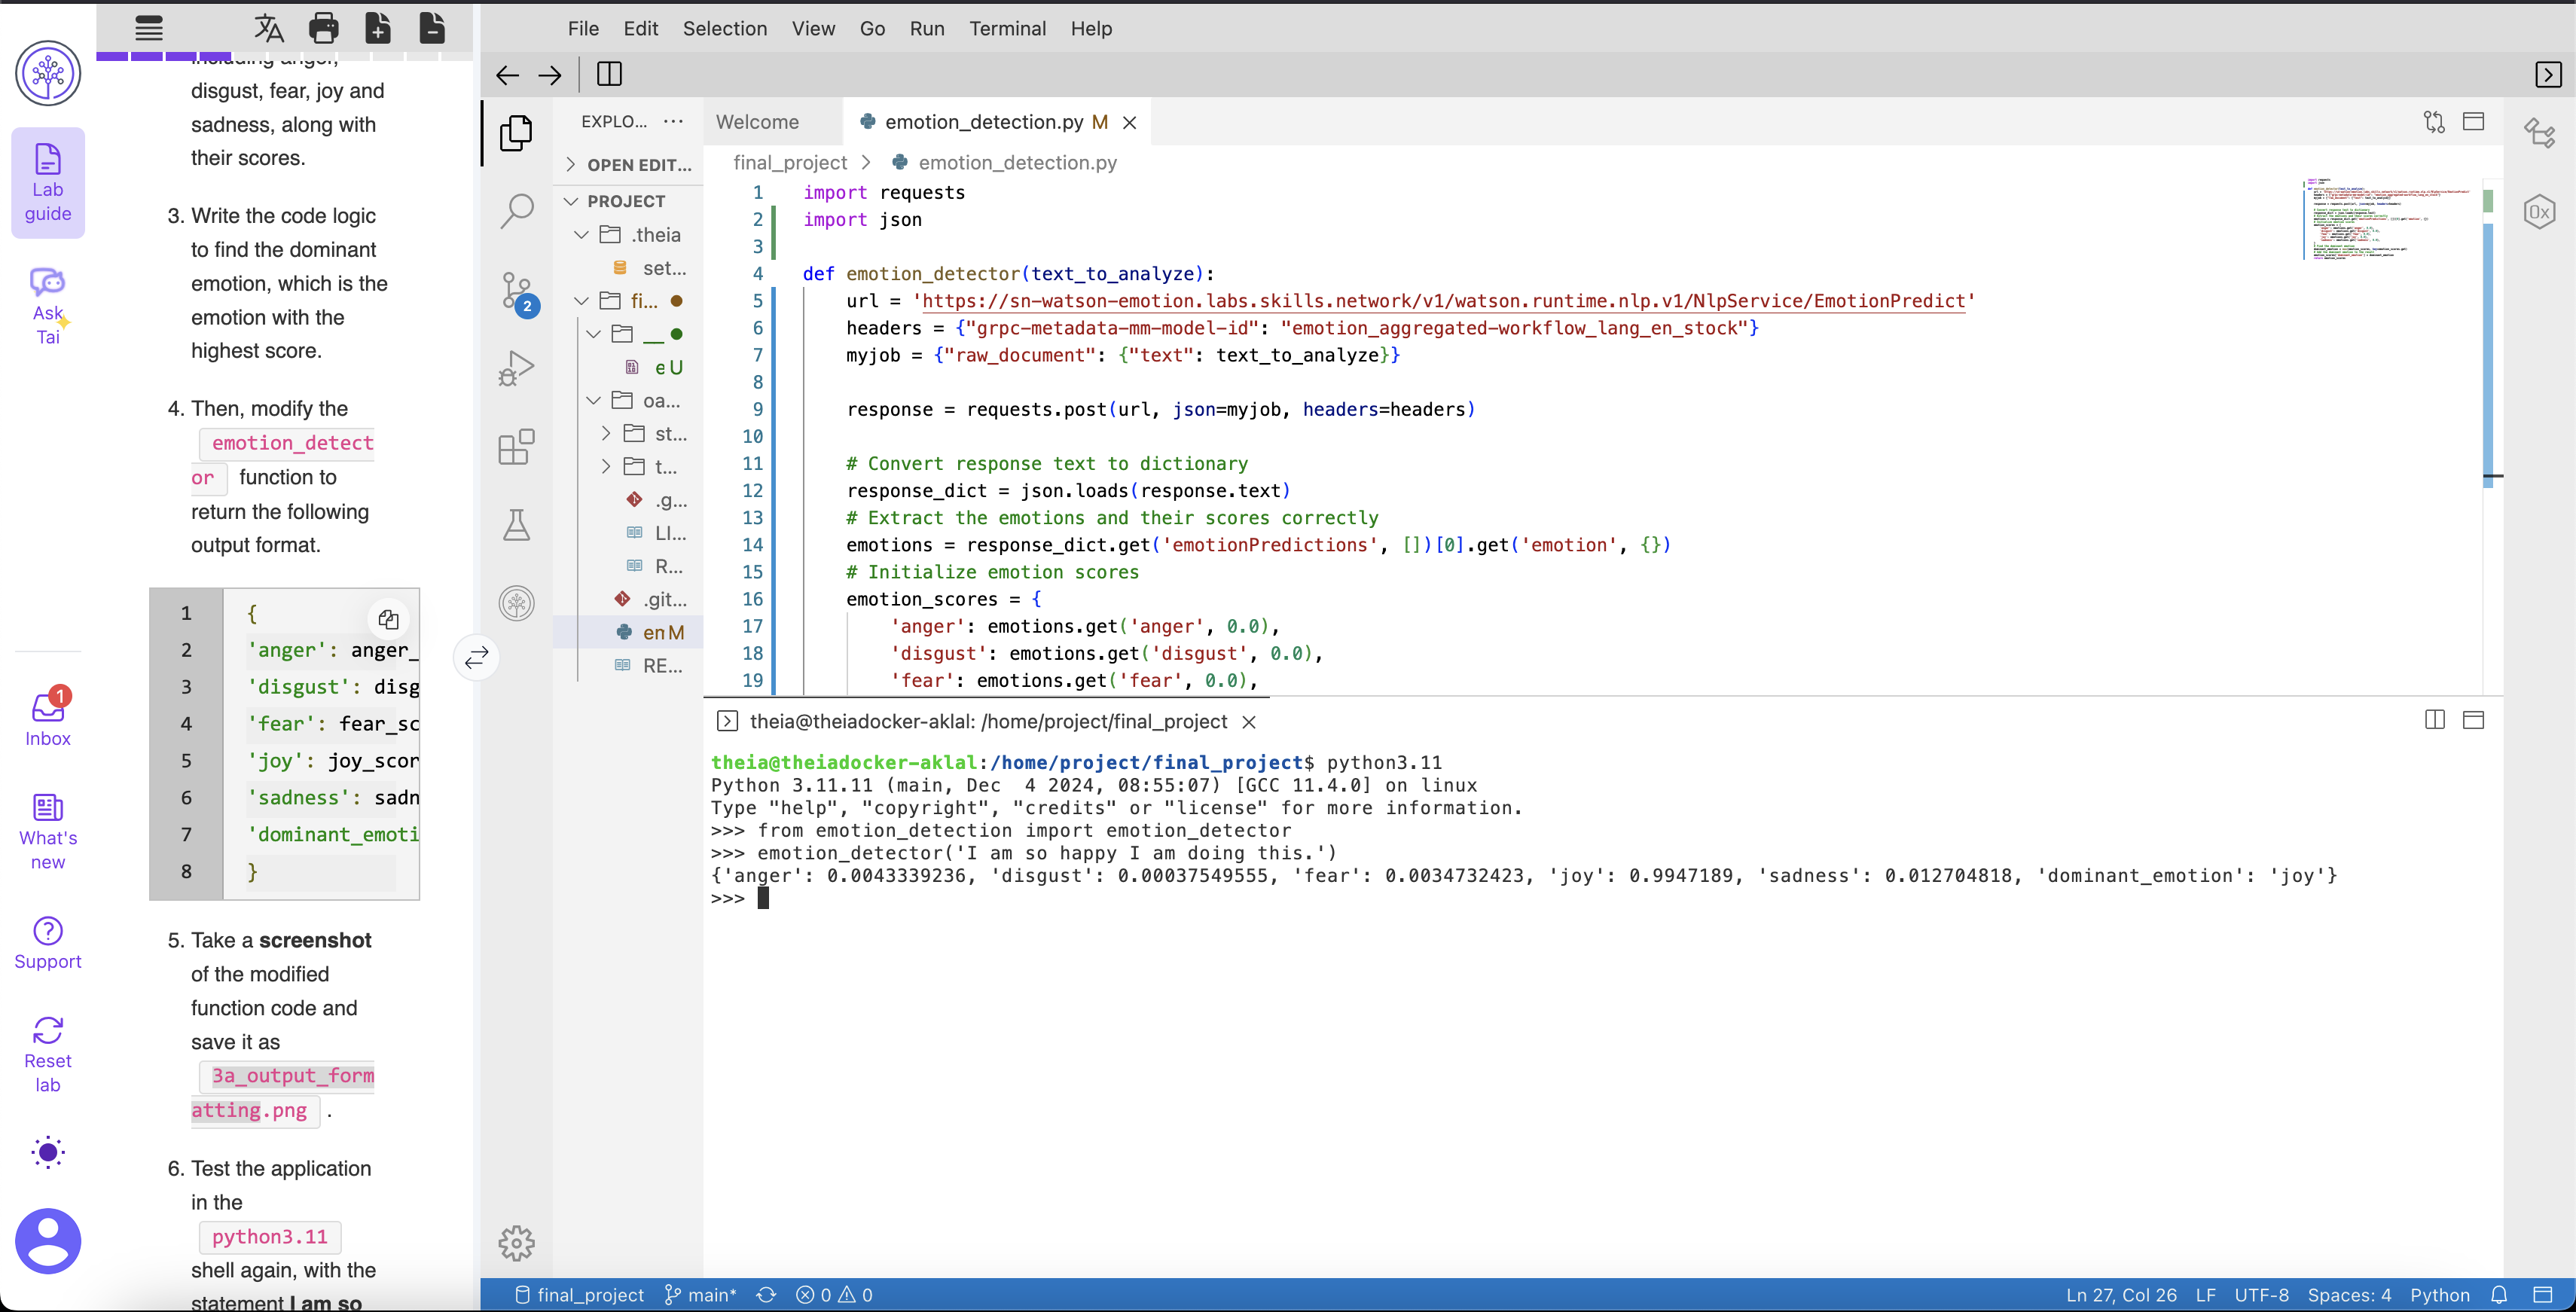 File Edit Selection View Go Run Terminal Help
Lab
guide
Ask
Tai
1
Inbox
What's
new
Support
Reset
lab
including anger,
disgust, fear, joy and
sadness, along with
their scores.
3. Write the code logic
to find the dominant
emotion, which is the
emotion with the
highest score.
4. Then, modify the
emotion_detect
or function to
return the following
output format.
1 {
2 'anger': anger_
3 'disgust': disg
4 'fear': fear_sc
5 'joy': joy_scor
6 'sadness': sadn
7 'dominant_emoti
8 }
5. Take a screenshot
of the modified
function code and
save it as
3a_output_form
atting.png .
6. Test the application
in the
python3.11
shell again, with the
statement I am so
2
EXPLO...
OPEN EDIT...
PROJECT
.theia
set...
fi...
__
e U
oa...
st...
t...
.g...
LI...
R...
.git...
em M
RE...
Welcome
emotion_detection.py M
final_project > emotion_detection.py
1 import requests
2 import json
3
4 def emotion_detector(text_to_analyze):
5 url = 'https://sn-watson-emotion.labs.skills.network/v1/watson.runtime.nlp.v1/NlpService/EmotionPredict'
6 headers = {"grpc-metadata-mm-model-id": "emotion_aggregated-workflow_lang_en_stock"}
7 myjob = {"raw_document": {"text": text_to_analyze}}
8
9 response = requests.post(url, json=myjob, headers=headers)
10
11 # Convert response text to dictionary
12 response_dict = json.loads(response.text)
13 # Extract the emotions and their scores correctly
14 emotions = response_dict.get('emotionPredictions', [])[0].get('emotion', {})
15 # Initialize emotion scores
16 emotion_scores = {
17 'anger': emotions.get('anger', 0.0),
18 'disgust': emotions.get('disgust', 0.0),
19 'fear': emotions.get('fear', 0.0),
theia@theiadocker-aklal: /home/project/final_project
theia@theiadocker-aklal:/home/project/final_project$ python3.11
Python 3.11.11 (main, Dec  4 2024, 08:55:07) [GCC 11.4.0] on linux
Type "help", "copyright", "credits" or "license" for more information.
>>> from emotion_detection import emotion_detector
>>> emotion_detector('I am so happy I am doing this.')
{'anger': 0.0043339236, 'disgust': 0.00037549555, 'fear': 0.0034732423, 'joy': 0.9947189, 'sadness': 0.012704818, 'dominant_emotion': 'joy'}
>>>
0x
final_project main* 0 0
Ln 27, Col 26 LF UTF-8 Spaces: 4 Python